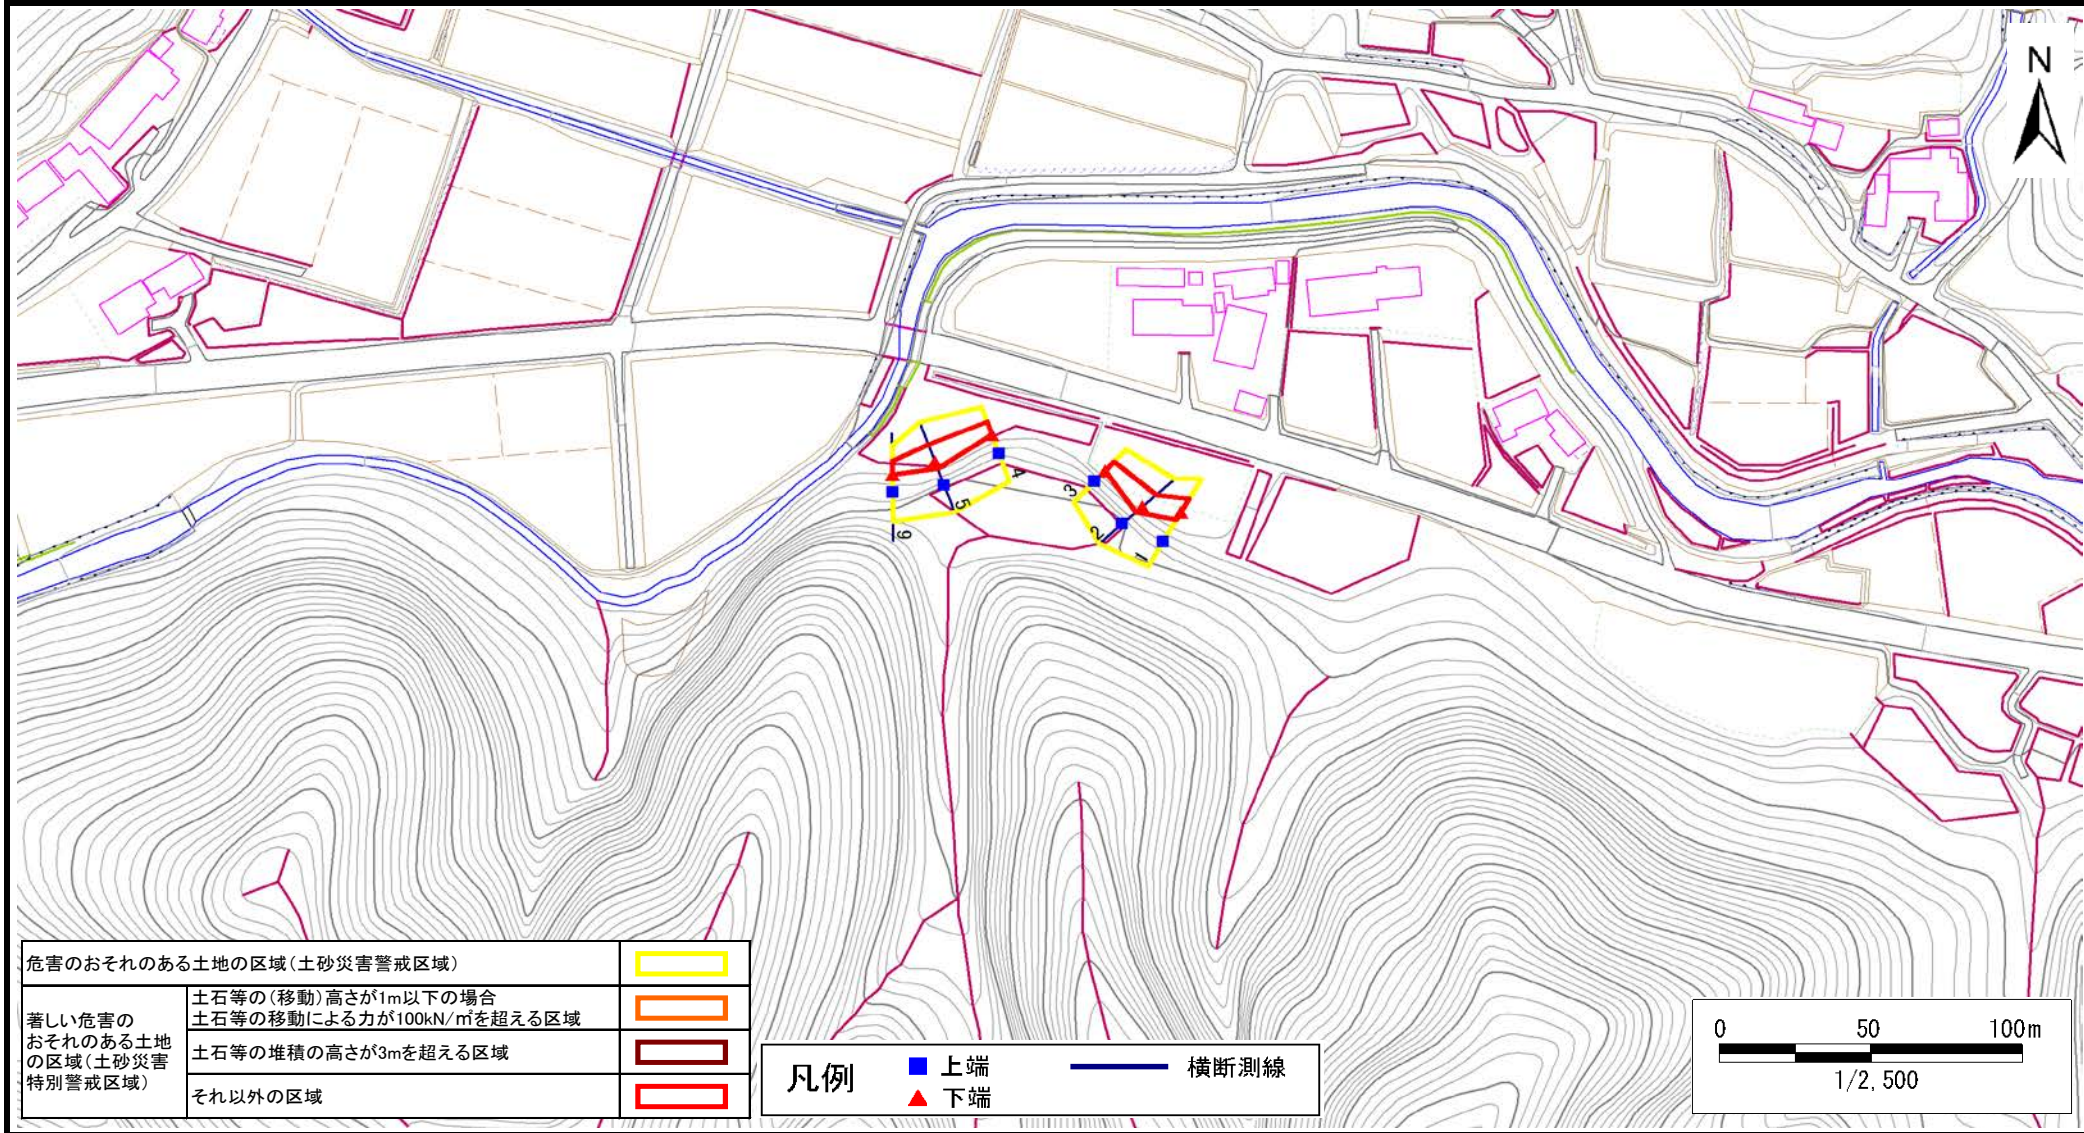 N
4
5
6
3
2
1
危害のおそれのある土地の区域(土砂災害警戒区域)
著しい危害の
おそれのある土地
の区域(土砂災害
特別警戒区域)
土石等の(移動)高さが1m以下の場合
土石等の移動による力が100kN/㎡を超える区域
土石等の堆積の高さが3mを超える区域
それ以外の区域
凡例
上端
下端
横断測線
0 50 100m
1/2,500